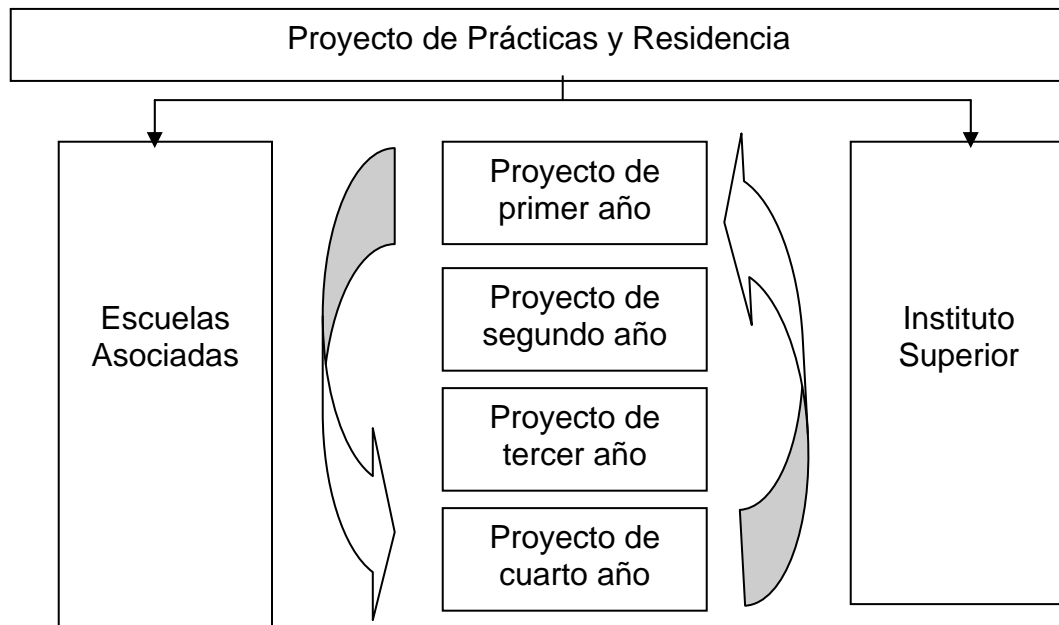 Proyecto de Prácticas y Residencia
Escuelas
Asociadas
Proyecto de
primer año
Proyecto de
segundo año
Proyecto de
tercer año
Proyecto de
cuarto año
Instituto
Superior